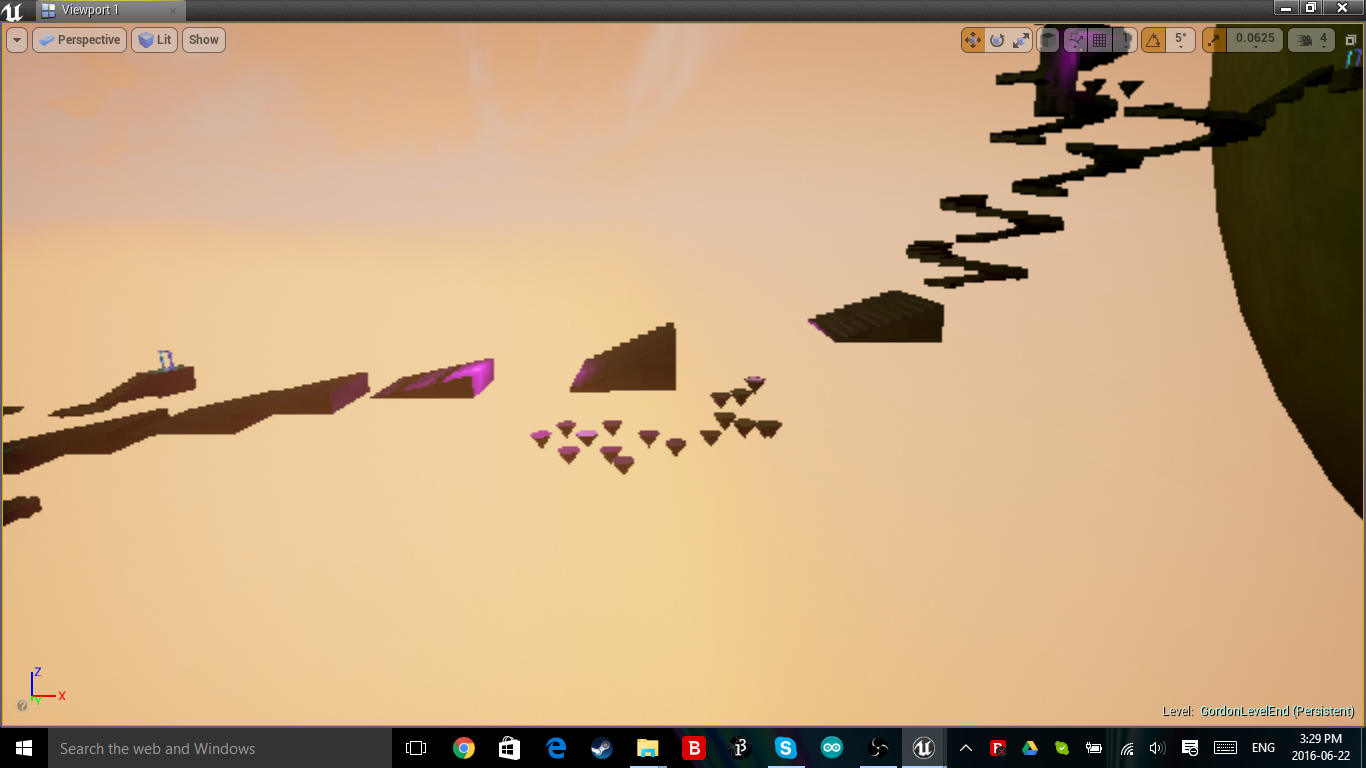 Viewport 1
Perspective Lit Show
1 5° 0.0625 4
Z
X
Y
Level: GordonLevelEnd (Persistent)
Search the web and Windows
ENG
3:29 PM
2016-06-22